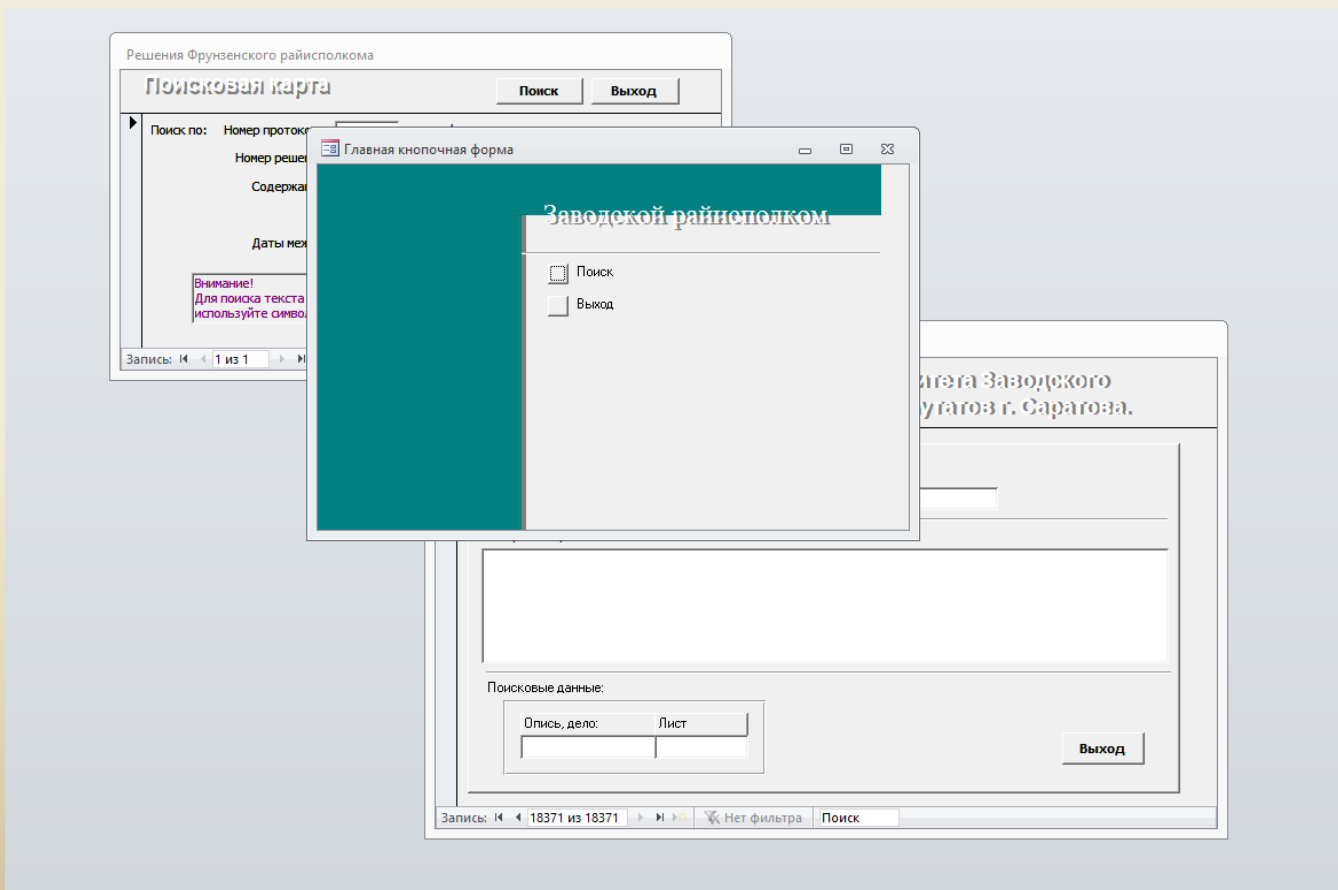 Решения Фрунзенского райисполкома
Поисковая карта
Поиск Выход
Поиск по: Номер протоко
Номер реше
Содержа
Даты меж
Внимание!
Для поиска текста
используйте симво
Запись: 1 из 1
Главная кнопочная форма
Заводской райисполком
Поиск
Выход
итета Заводского
утатов г. Саратова.
Поисковые данные:
Опись, дело: Лист
Выход
Запись: 18371 из 18371 Нет фильтра Поиск